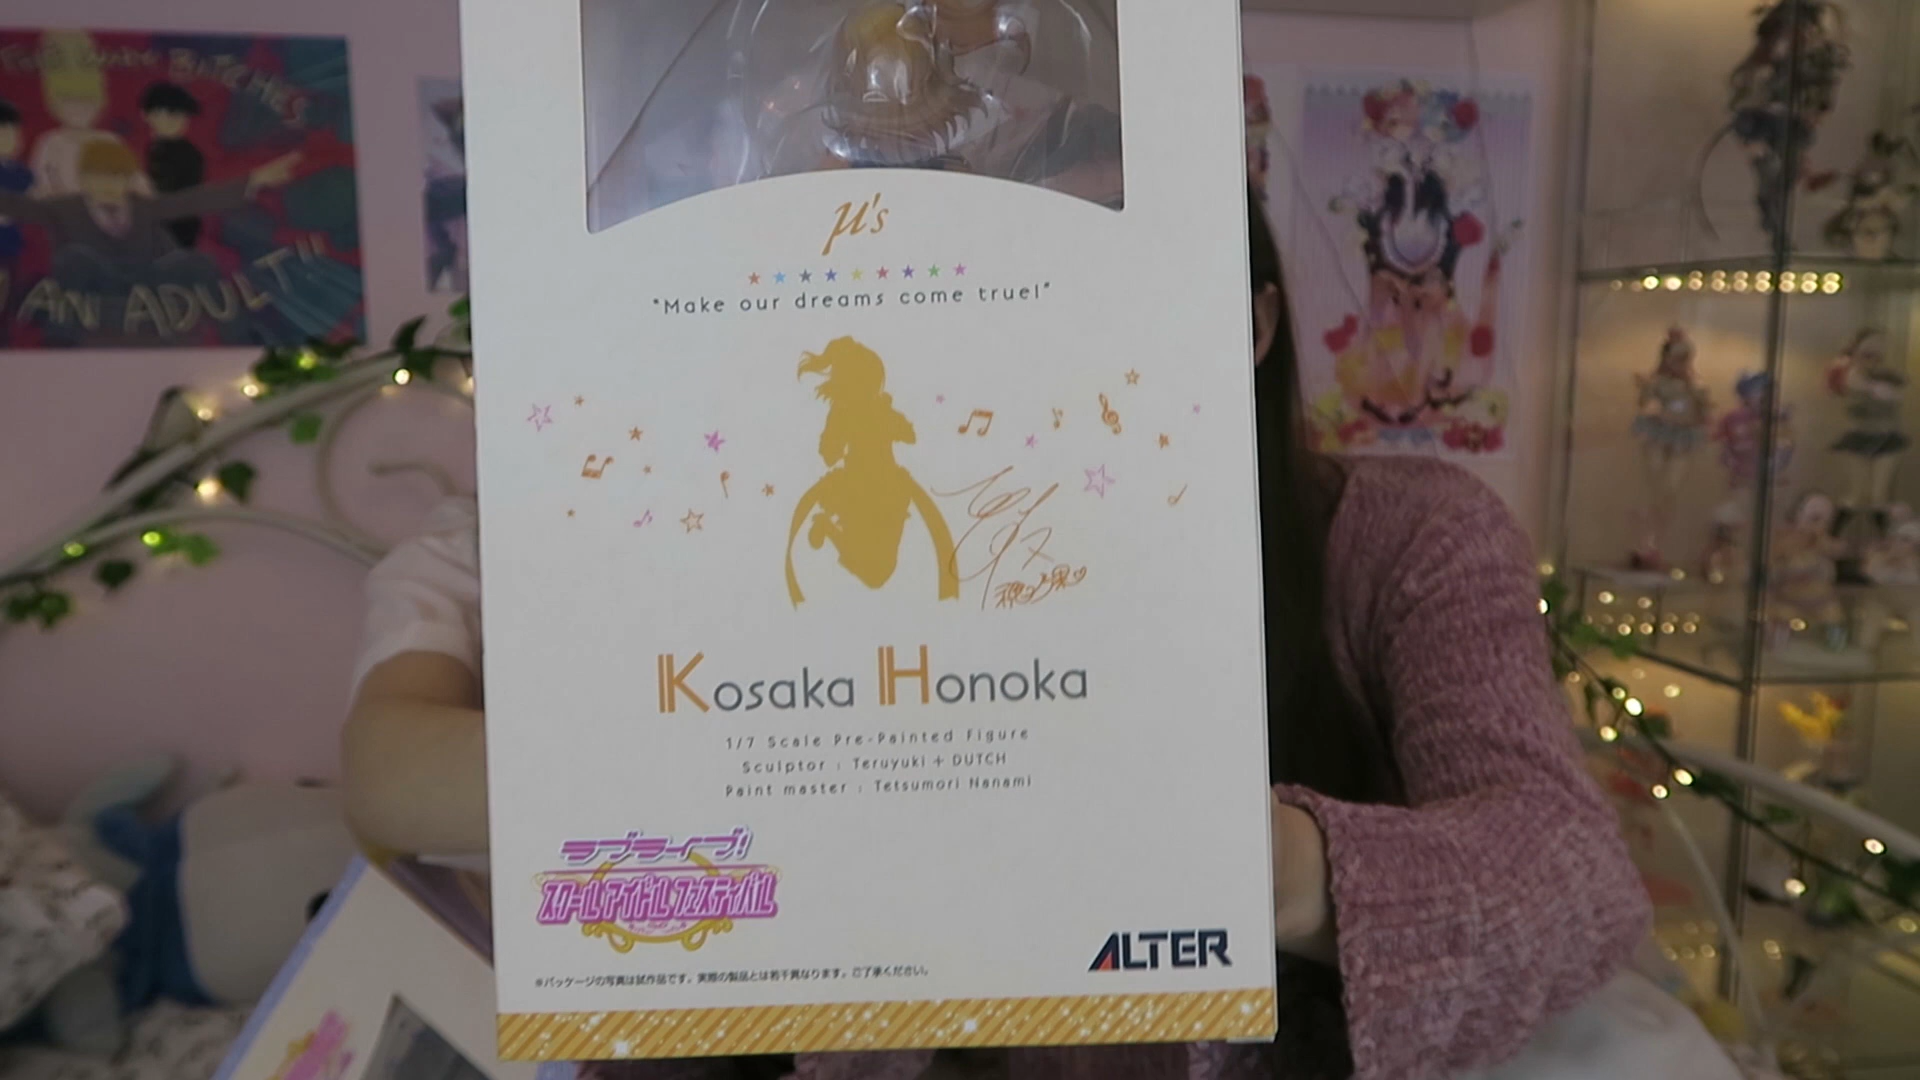 BITCHES
AN ADULT"
μ's
"Make our dreams come true!"
穂乃果♡
Kosaka Honoka
1/7 Scale Pre-Painted Figure
Sculptor : Teruyuki + DUTCH
Paint master : Tetsumori Nanami
ラブライブ!
スクールアイドルフェスティバル
ALTER
※パッケージの写真は試作品です。実際の製品とは若干異なります。ご了承ください。